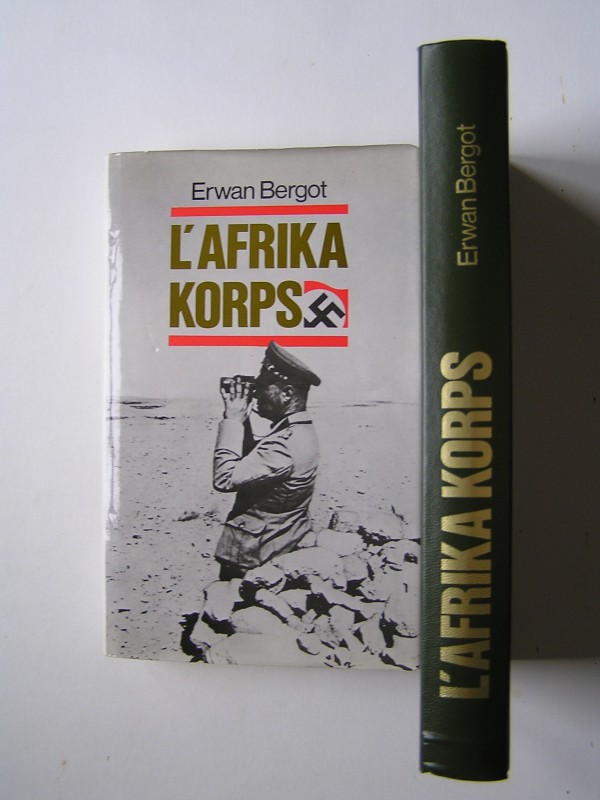 Erwan Bergot
L'AFRIKA
KORPS
L'AFRIKA KORPS Erwan Bergot